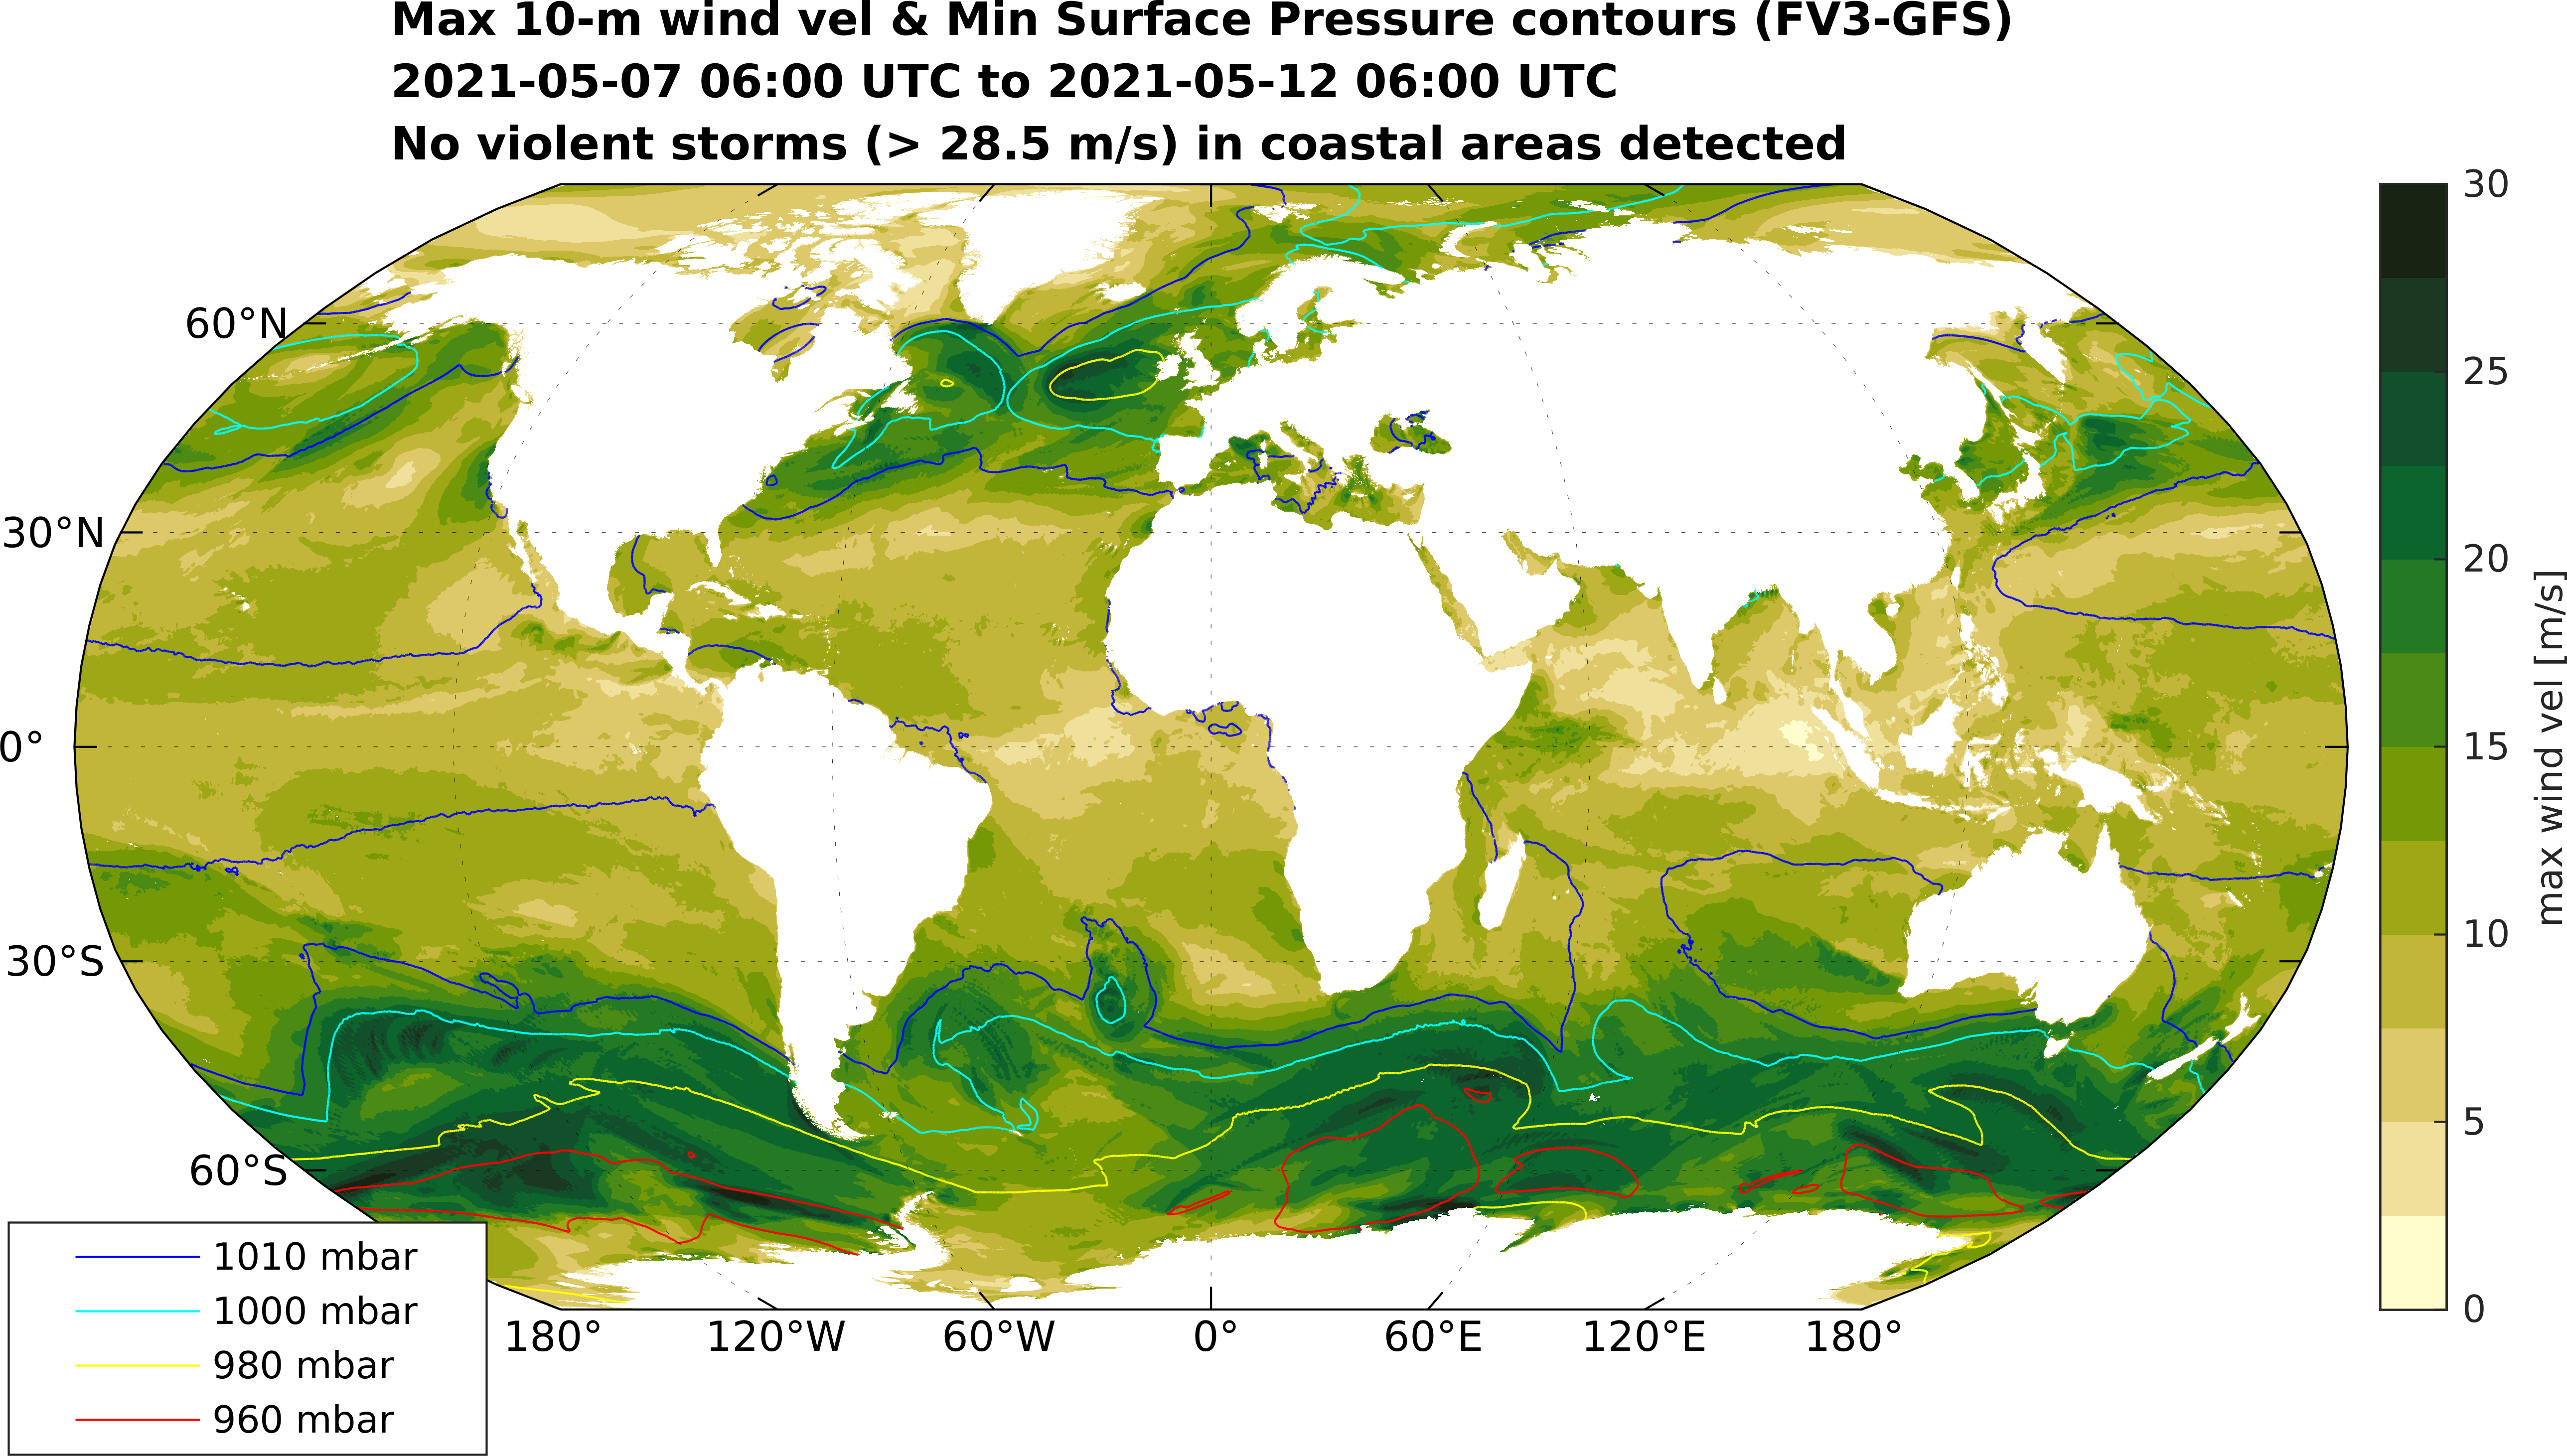 Max 10-m wind vel & Min Surface Pressure contours (FV3-GFS)
2021-05-07 06:00 UTC to 2021-05-12 06:00 UTC
No violent storms (> 28.5 m/s) in coastal areas detected
60°N
30°N
0°
30°S
60°S
180°
120°W
60°W
0°
60°E
120°E
180°
1010 mbar
1000 mbar
980 mbar
960 mbar
30
25
20
15
10
5
0
max wind vel [m/s]